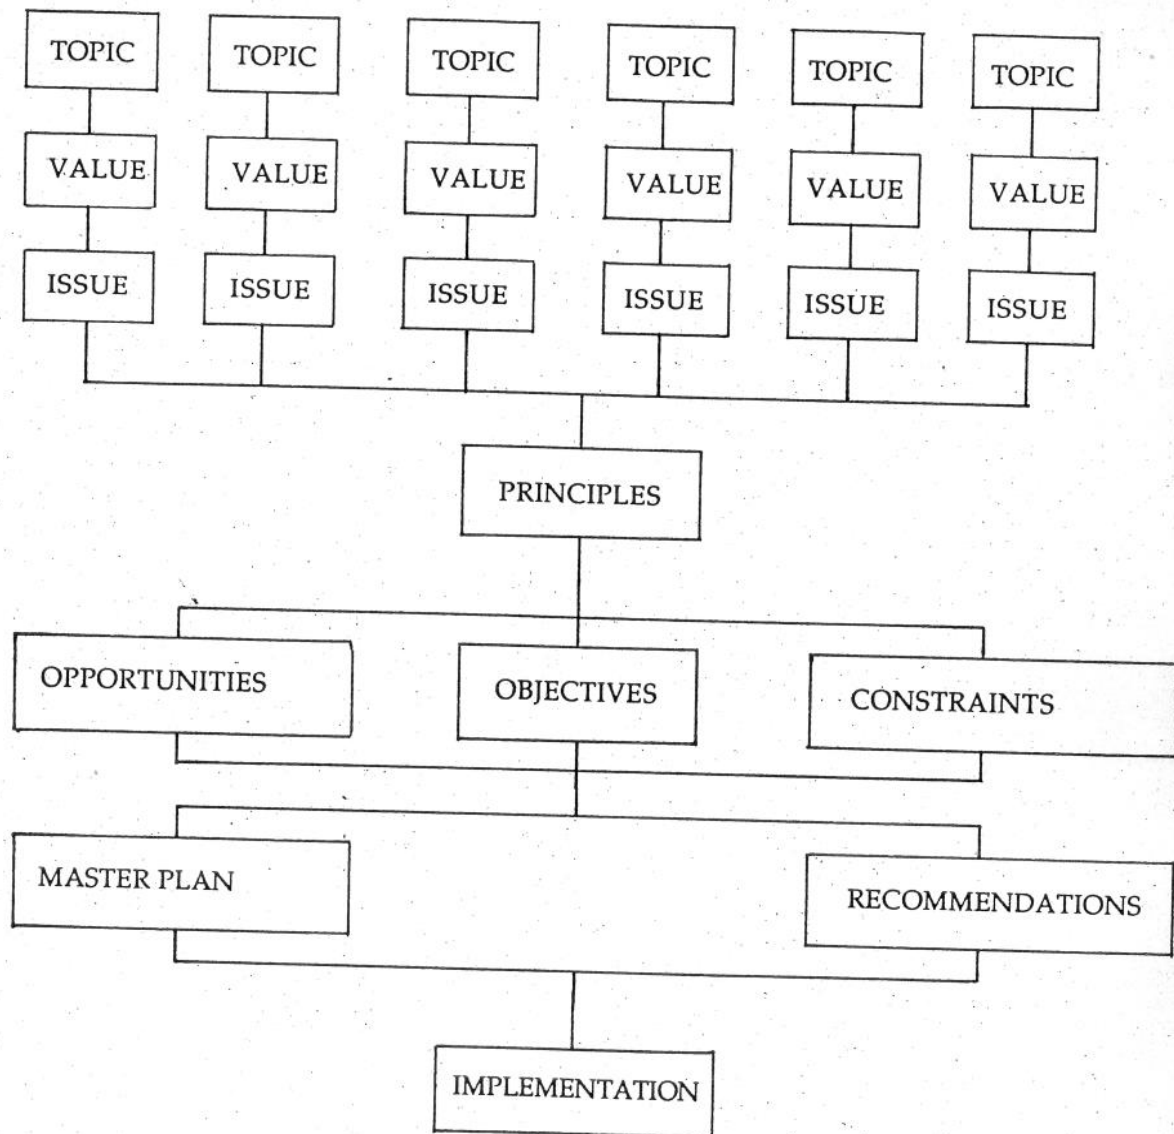 TOPIC TOPIC TOPIC TOPIC TOPIC TOPIC
VALUE VALUE VALUE VALUE VALUE VALUE
ISSUE ISSUE ISSUE ISSUE ISSUE ISSUE
PRINCIPLES
OPPORTUNITIES OBJECTIVES CONSTRAINTS
MASTER PLAN RECOMMENDATIONS
IMPLEMENTATION